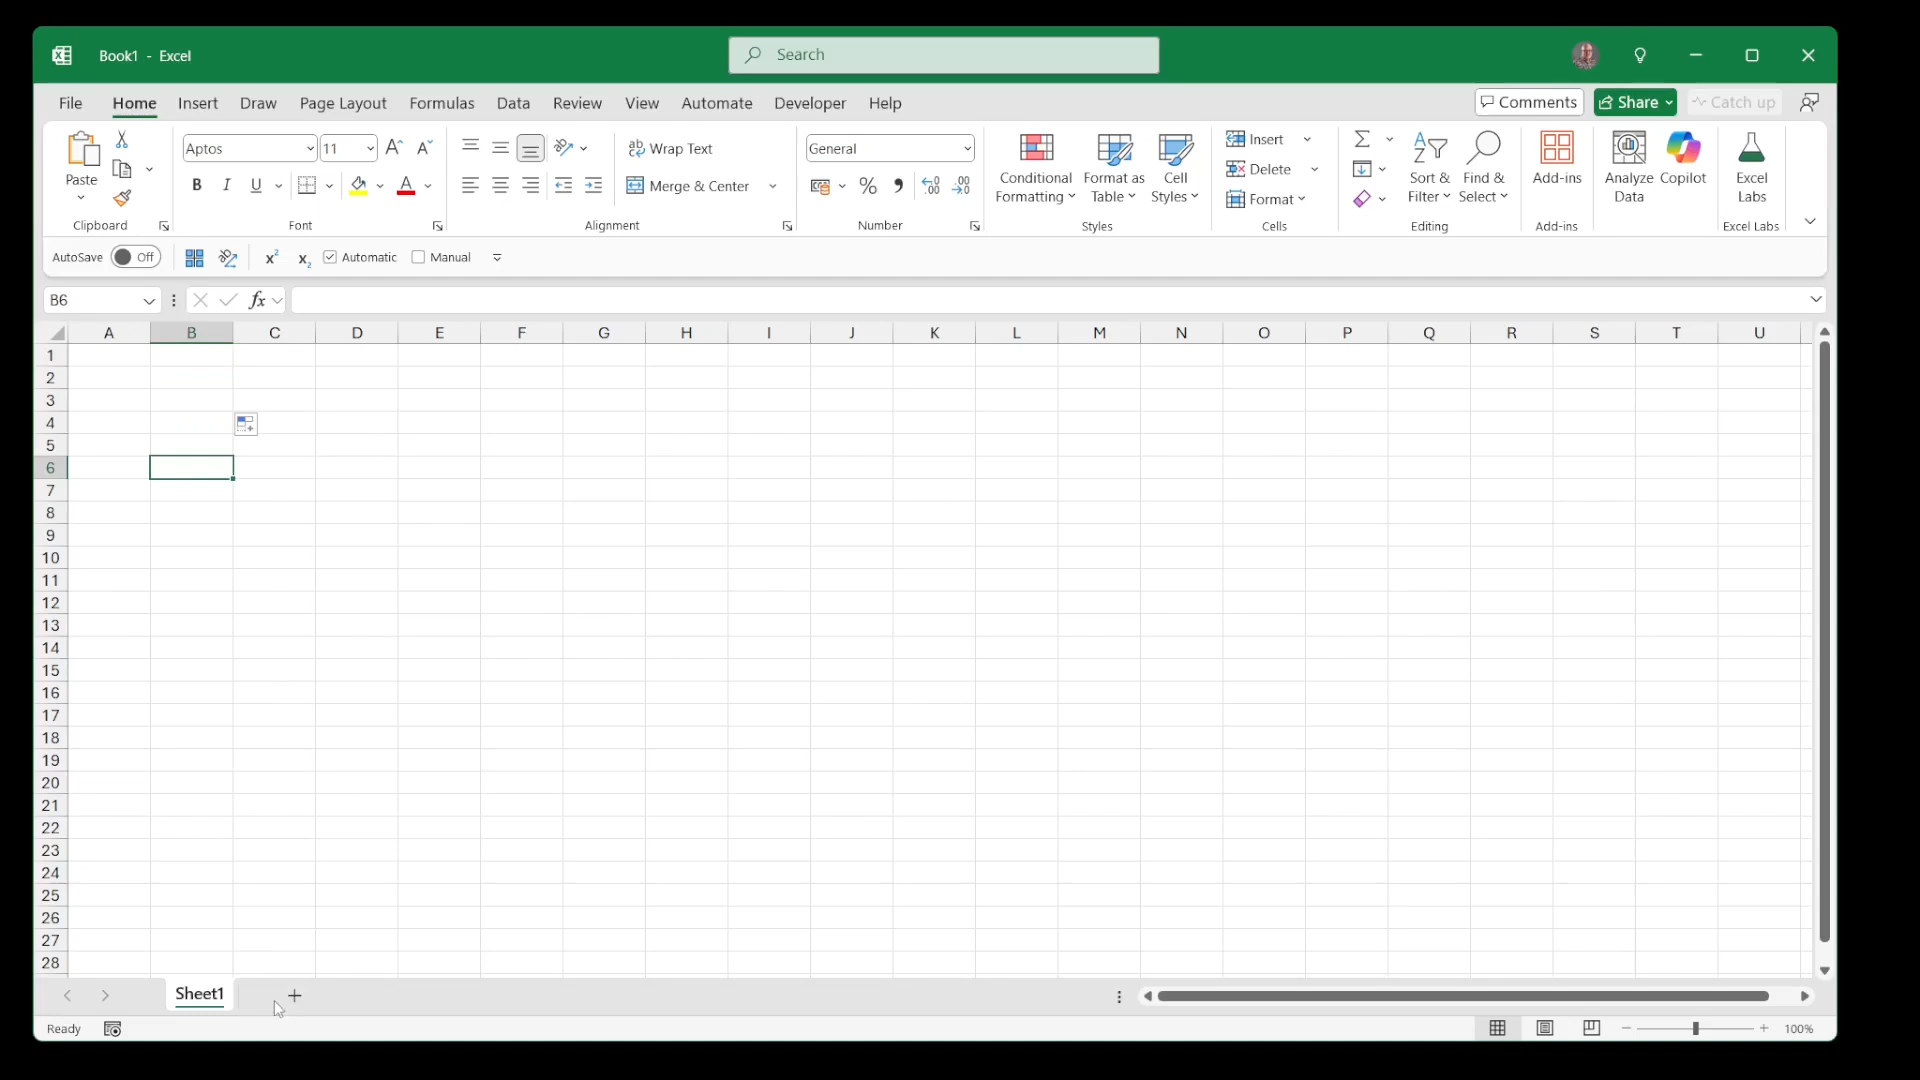 Book1 - Excel
Search
File Home Insert Draw Page Layout Formulas Data Review View Automate Developer Help
Comments Share Catch up
Paste
Clipboard
Aptos 11
B I U A
Font
Wrap Text
Merge & Center
Alignment
General
% .00
Number
Conditional Formatting
Format as Table
Cell Styles
Styles
Insert
Delete
Format
Cells
Sort & Filter
Find & Select
Editing
Add-ins
Add-ins
Analyze Data
Copilot
Excel Labs
Excel Labs
AutoSave Off x² x₂ Automatic Manual
B6 fx
A B C D E F G H I J K L M N O P Q R S T U
1
2
3
4
5
6
7
8
9
10
11
12
13
14
15
16
17
18
19
20
21
22
23
24
25
26
27
28
Sheet1
Ready 100%